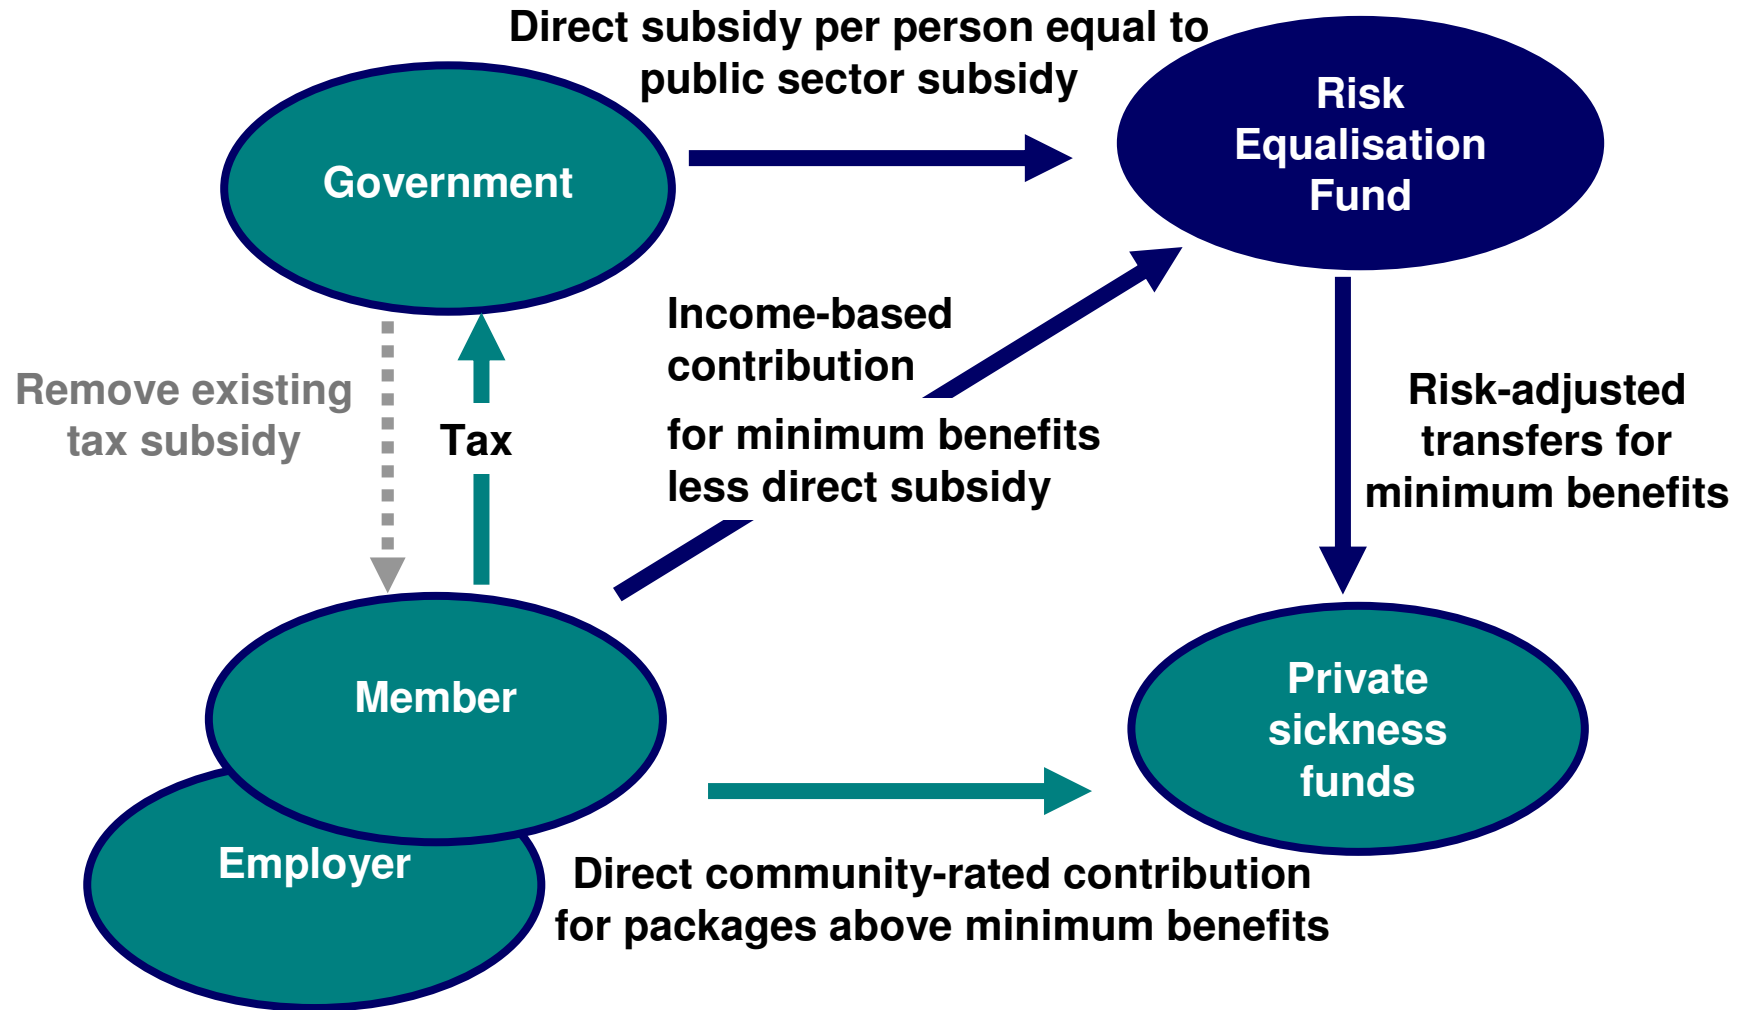 Direct subsidy per person equal to
public sector subsidy
Risk
Equalisation
Fund
Government
Income-based
contribution
for minimum benefits
less direct subsidy
Remove existing
tax subsidy
Tax
Risk-adjusted
transfers for
minimum benefits
Member
Private
sickness
funds
Employer
Direct community-rated contribution
for packages above minimum benefits